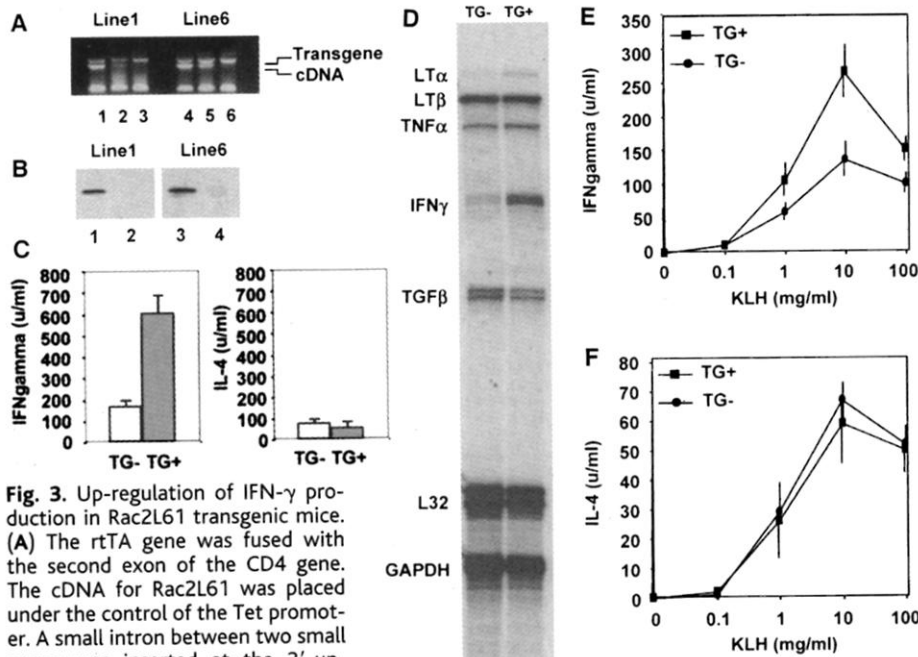 A
Line1 Line6
Transgene
cDNA
1 2 3 4 5 6
B
Line1 Line6
1 2 3 4
C
IFNgamma (u/ml)
800
700
600
500
400
300
200
100
0
TG- TG+
IL-4 (u/ml)
800
700
600
500
400
300
200
100
0
TG- TG+
Fig. 3. Up-regulation of IFN-γ pro-
duction in Rac2L61 transgenic mice.
(A) The rtTA gene was fused with
the second exon of the CD4 gene.
The cDNA for Rac2L61 was placed
under the control of the Tet promot-
er. A small intron between two small
D
TG- TG+
LTα
LTβ
TNFα
IFNγ
TGFβ
L32
GAPDH
E
IFNgamma (u/ml)
350
300
250
200
150
100
50
0
TG+
TG-
0 0.1 1 10 100
KLH (mg/ml)
F
IL-4 (u/ml)
80
70
60
50
40
30
20
10
0
TG+
TG-
0 0.1 1 10 100
KLH (mg/ml)